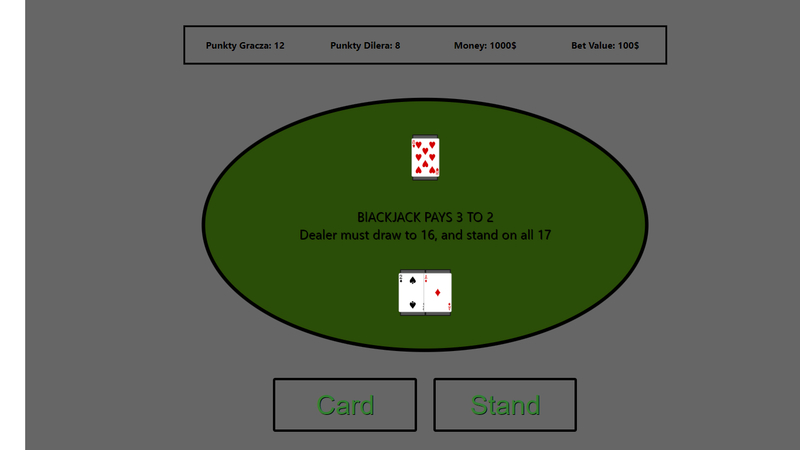 Punkty Gracza: 12 Punkty Dilera: 8 Money: 1000$ Bet Value: 100$
BlACKJACK PAYS 3 TO 2
Dealer must draw to 16, and stand on all 17
Card Stand